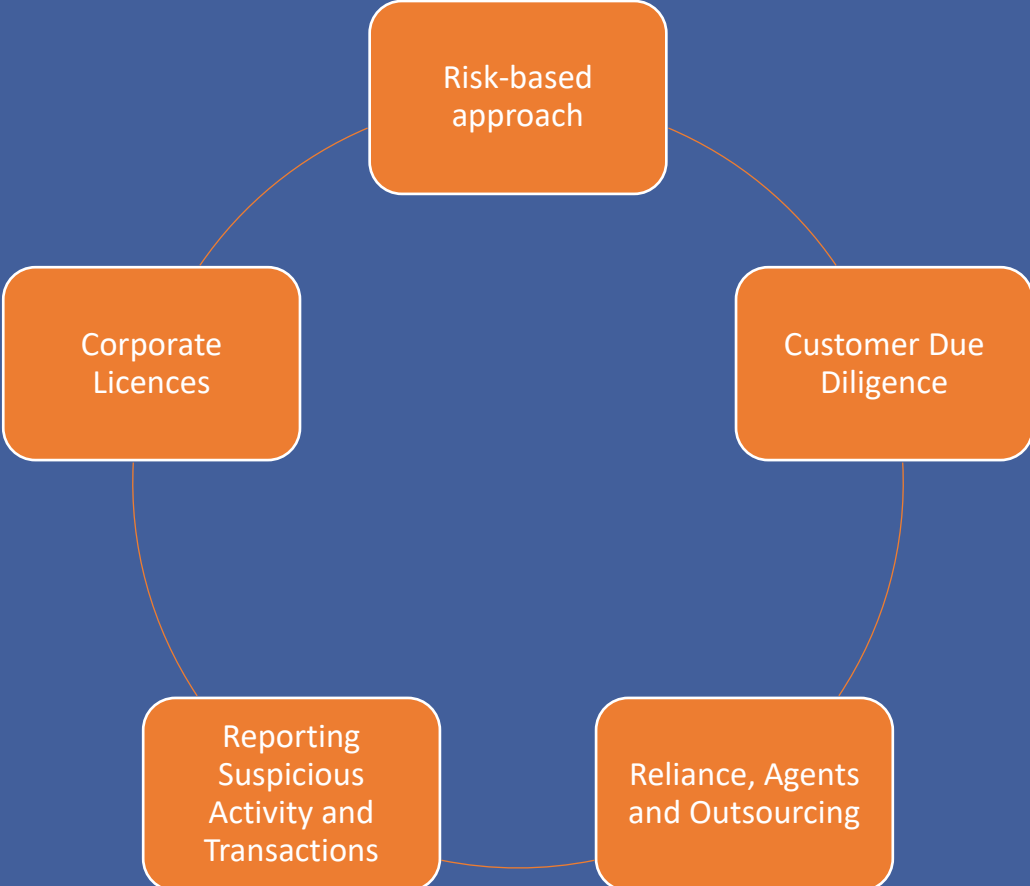 Risk-based
approach
Customer Due
Diligence
Reliance, Agents
and Outsourcing
Reporting
Suspicious
Activity and
Transactions
Corporate
Licences